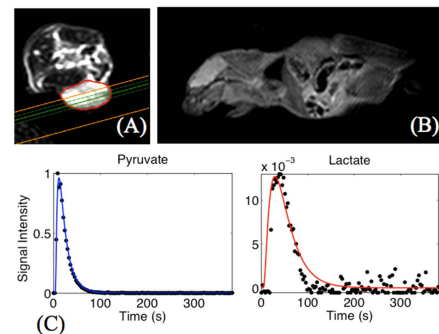 (A)
(B)
Pyruvate
Signal Intensity
1
0.5
0
0 100 200 300
Time (s)
(C)
Lactate
x 10⁻³
10
5
0
0 100 200 300
Time (s)